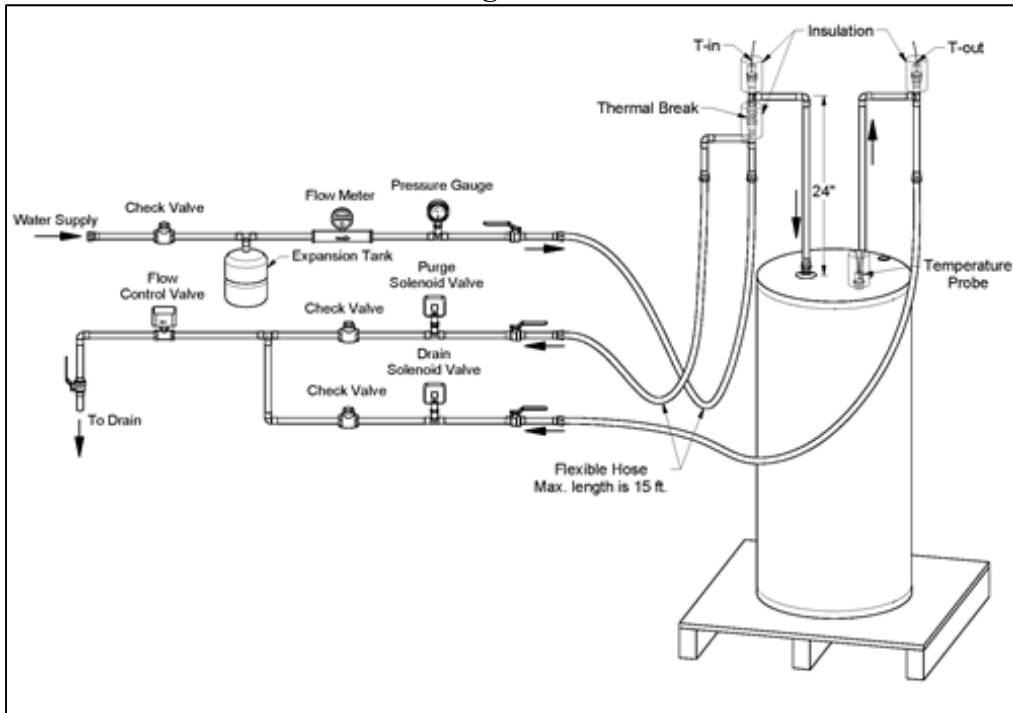 Insulation
T-in
T-out
Thermal Break
Pressure Gauge
Flow Meter
24"
Check Valve
Water Supply
Expansion Tank
Temperature
Probe
Purge
Solenoid Valve
Flow
Control Valve
Check Valve
Drain
Solenoid Valve
Check Valve
To Drain
Flexible Hose
Max. length is 15 ft.